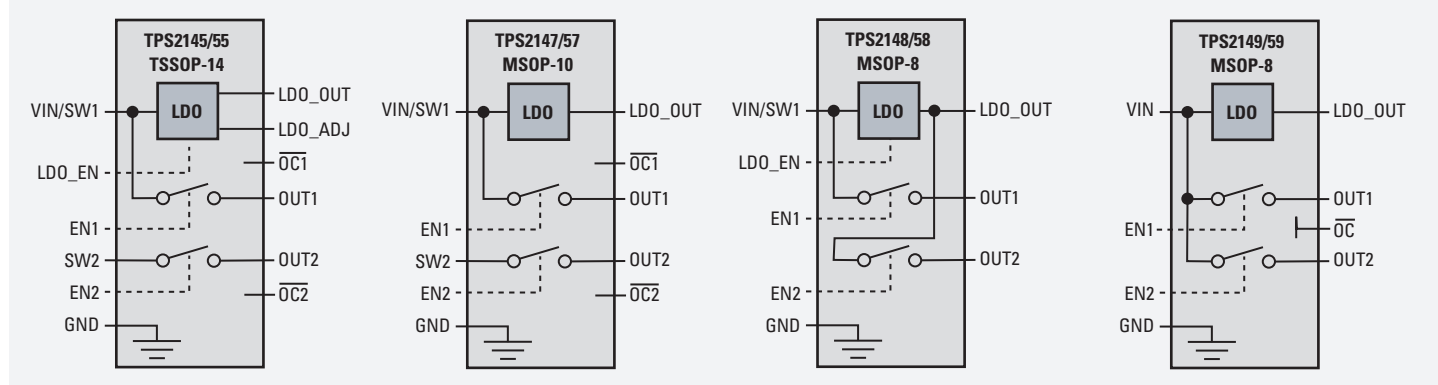 TPS2145/55
TSSOP-14
VIN/SW1
LDO
LDO_OUT
LDO_ADJ
LDO_EN
OC1
OUT1
EN1
SW2
OUT2
EN2
OC2
GND
TPS2147/57
MSOP-10
VIN/SW1
LDO
LDO_OUT
OC1
OUT1
EN1
SW2
OUT2
EN2
OC2
GND
TPS2148/58
MSOP-8
VIN/SW1
LDO
LDO_OUT
LDO_EN
OUT1
EN1
OUT2
EN2
GND
TPS2149/59
MSOP-8
VIN
LDO
LDO_OUT
OUT1
EN1
OC
OUT2
EN2
GND